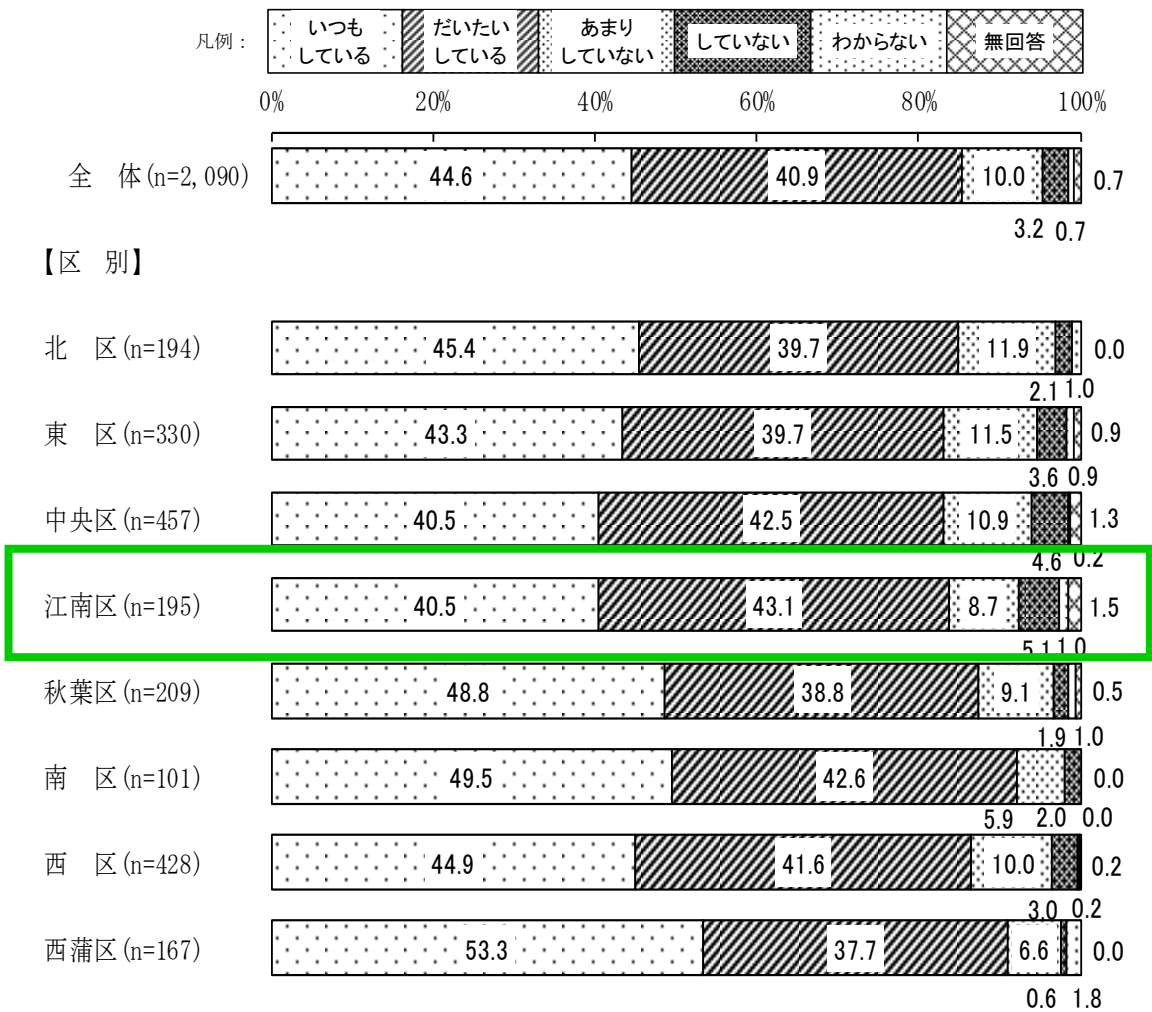 凡例：
いつも
している
だいたい
している
あまり
していない
していない
わからない
無回答
0% 20% 40% 60% 80% 100%
全 体(n=2,090) 44.6 40.9 10.0 0.7
3.2 0.7
【区 別】
北 区(n=194) 45.4 39.7 11.9 0.0
2.1 1.0
東 区(n=330) 43.3 39.7 11.5 0.9
3.6 0.9
中央区(n=457) 40.5 42.5 10.9 1.3
4.6 0.2
江南区(n=195) 40.5 43.1 8.7 1.5
5.1 1.0
秋葉区(n=209) 48.8 38.8 9.1 0.5
1.9 1.0
南 区(n=101) 49.5 42.6 0.0
5.9 2.0 0.0
西 区(n=428) 44.9 41.6 10.0 0.2
3.0 0.2
西蒲区(n=167) 53.3 37.7 6.6 0.0
0.6 1.8